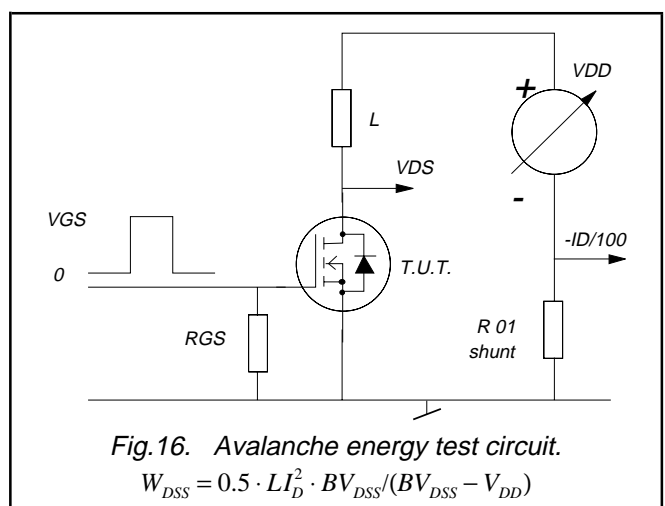 +
VDD
L
VDS
-
VGS
-ID/100
0
T.U.T.
RGS
R 01
shunt
Fig.16. Avalanche energy test circuit.
W_DSS = 0.5 · LI_D^2 · BV_DSS/(BV_DSS − V_DD)